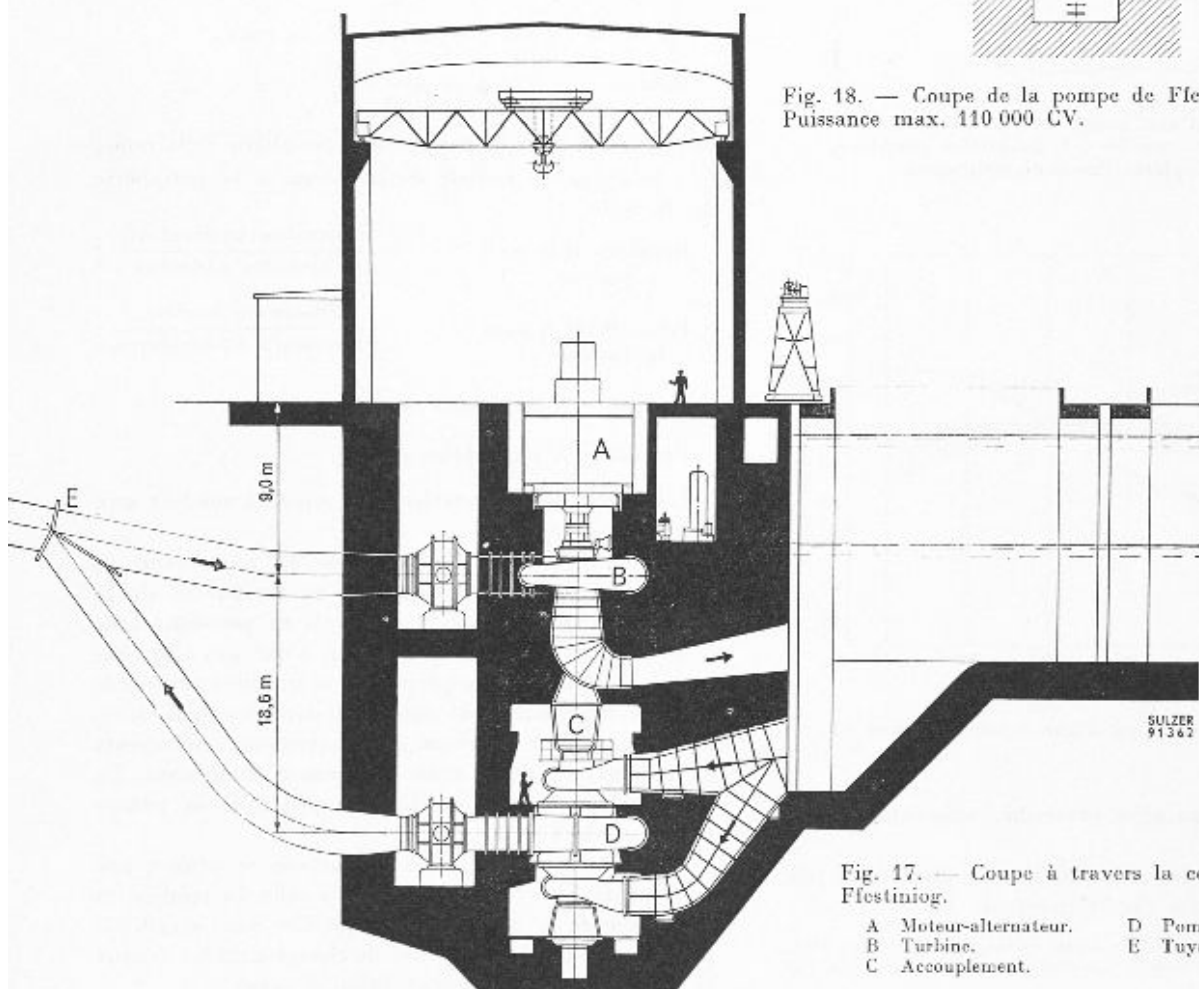 Fig. 18. — Coupe de la pompe de Ffe
Puissance max. 110 000 CV.
A
9,0 m
E
B
13,6 m
C
SULZER
91362
D
Fig. 17. — Coupe à travers la ce
Ffestiniog.
A Moteur-alternateur. D Pom
B Turbine. E Tuy
C Accouplement.